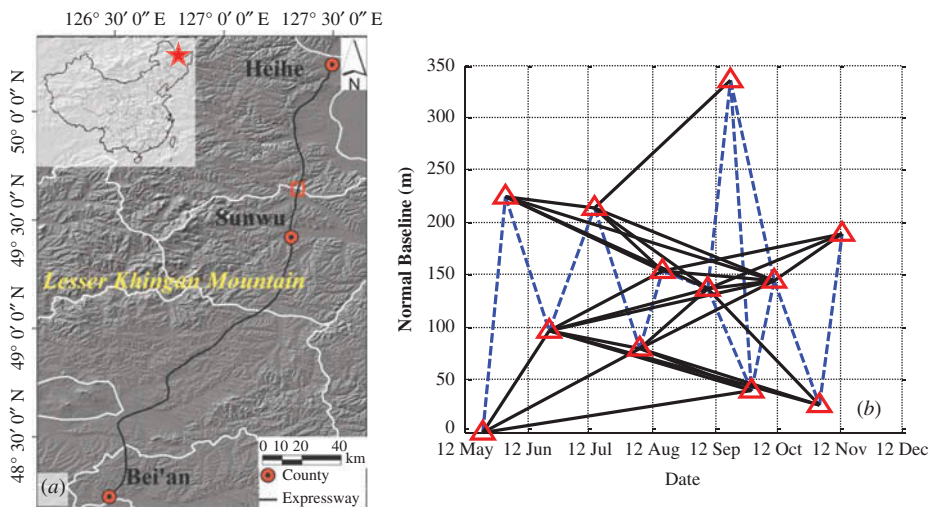 126° 30′ 0″ E 127° 0′ 0″ E 127° 30′ 0″ E
50° 0′ 0″ N
49° 30′ 0″ N
49° 0′ 0″ N
48° 30′ 0″ N
Heihe
N
Sunwu
Lesser Khingan Mountain
Bei'an
(a)
0 10 20 40
km
County
Expressway
350
300
250
200
150
100
50
0
Normal Baseline (m)
12 May 12 Jun 12 Jul 12 Aug 12 Sep 12 Oct 12 Nov 12 Dec
Date
(b)